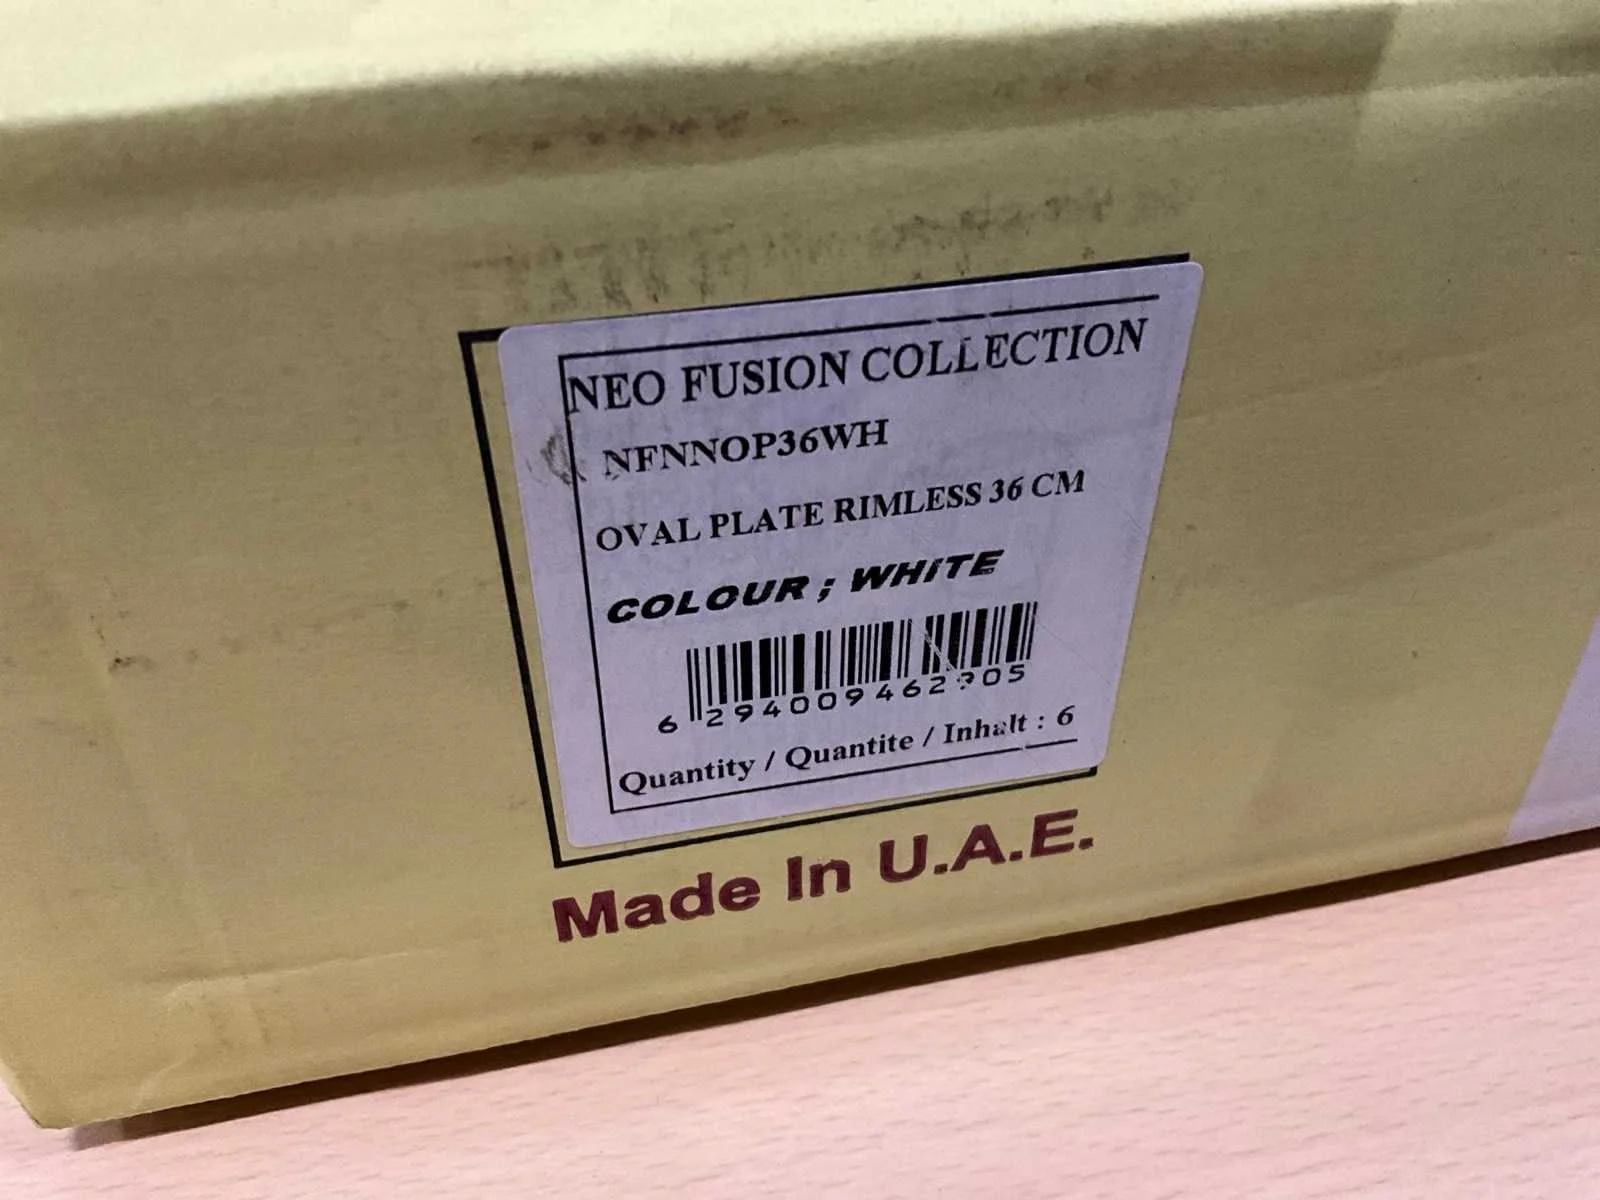 NEO FUSION COLLECTION
NFNNOP36WH
OVAL PLATE RIMLESS 36 CM
COLOUR ; WHITE
6 294009 462905
Quantity / Quantite / Inhalt : 6
Made In U.A.E.